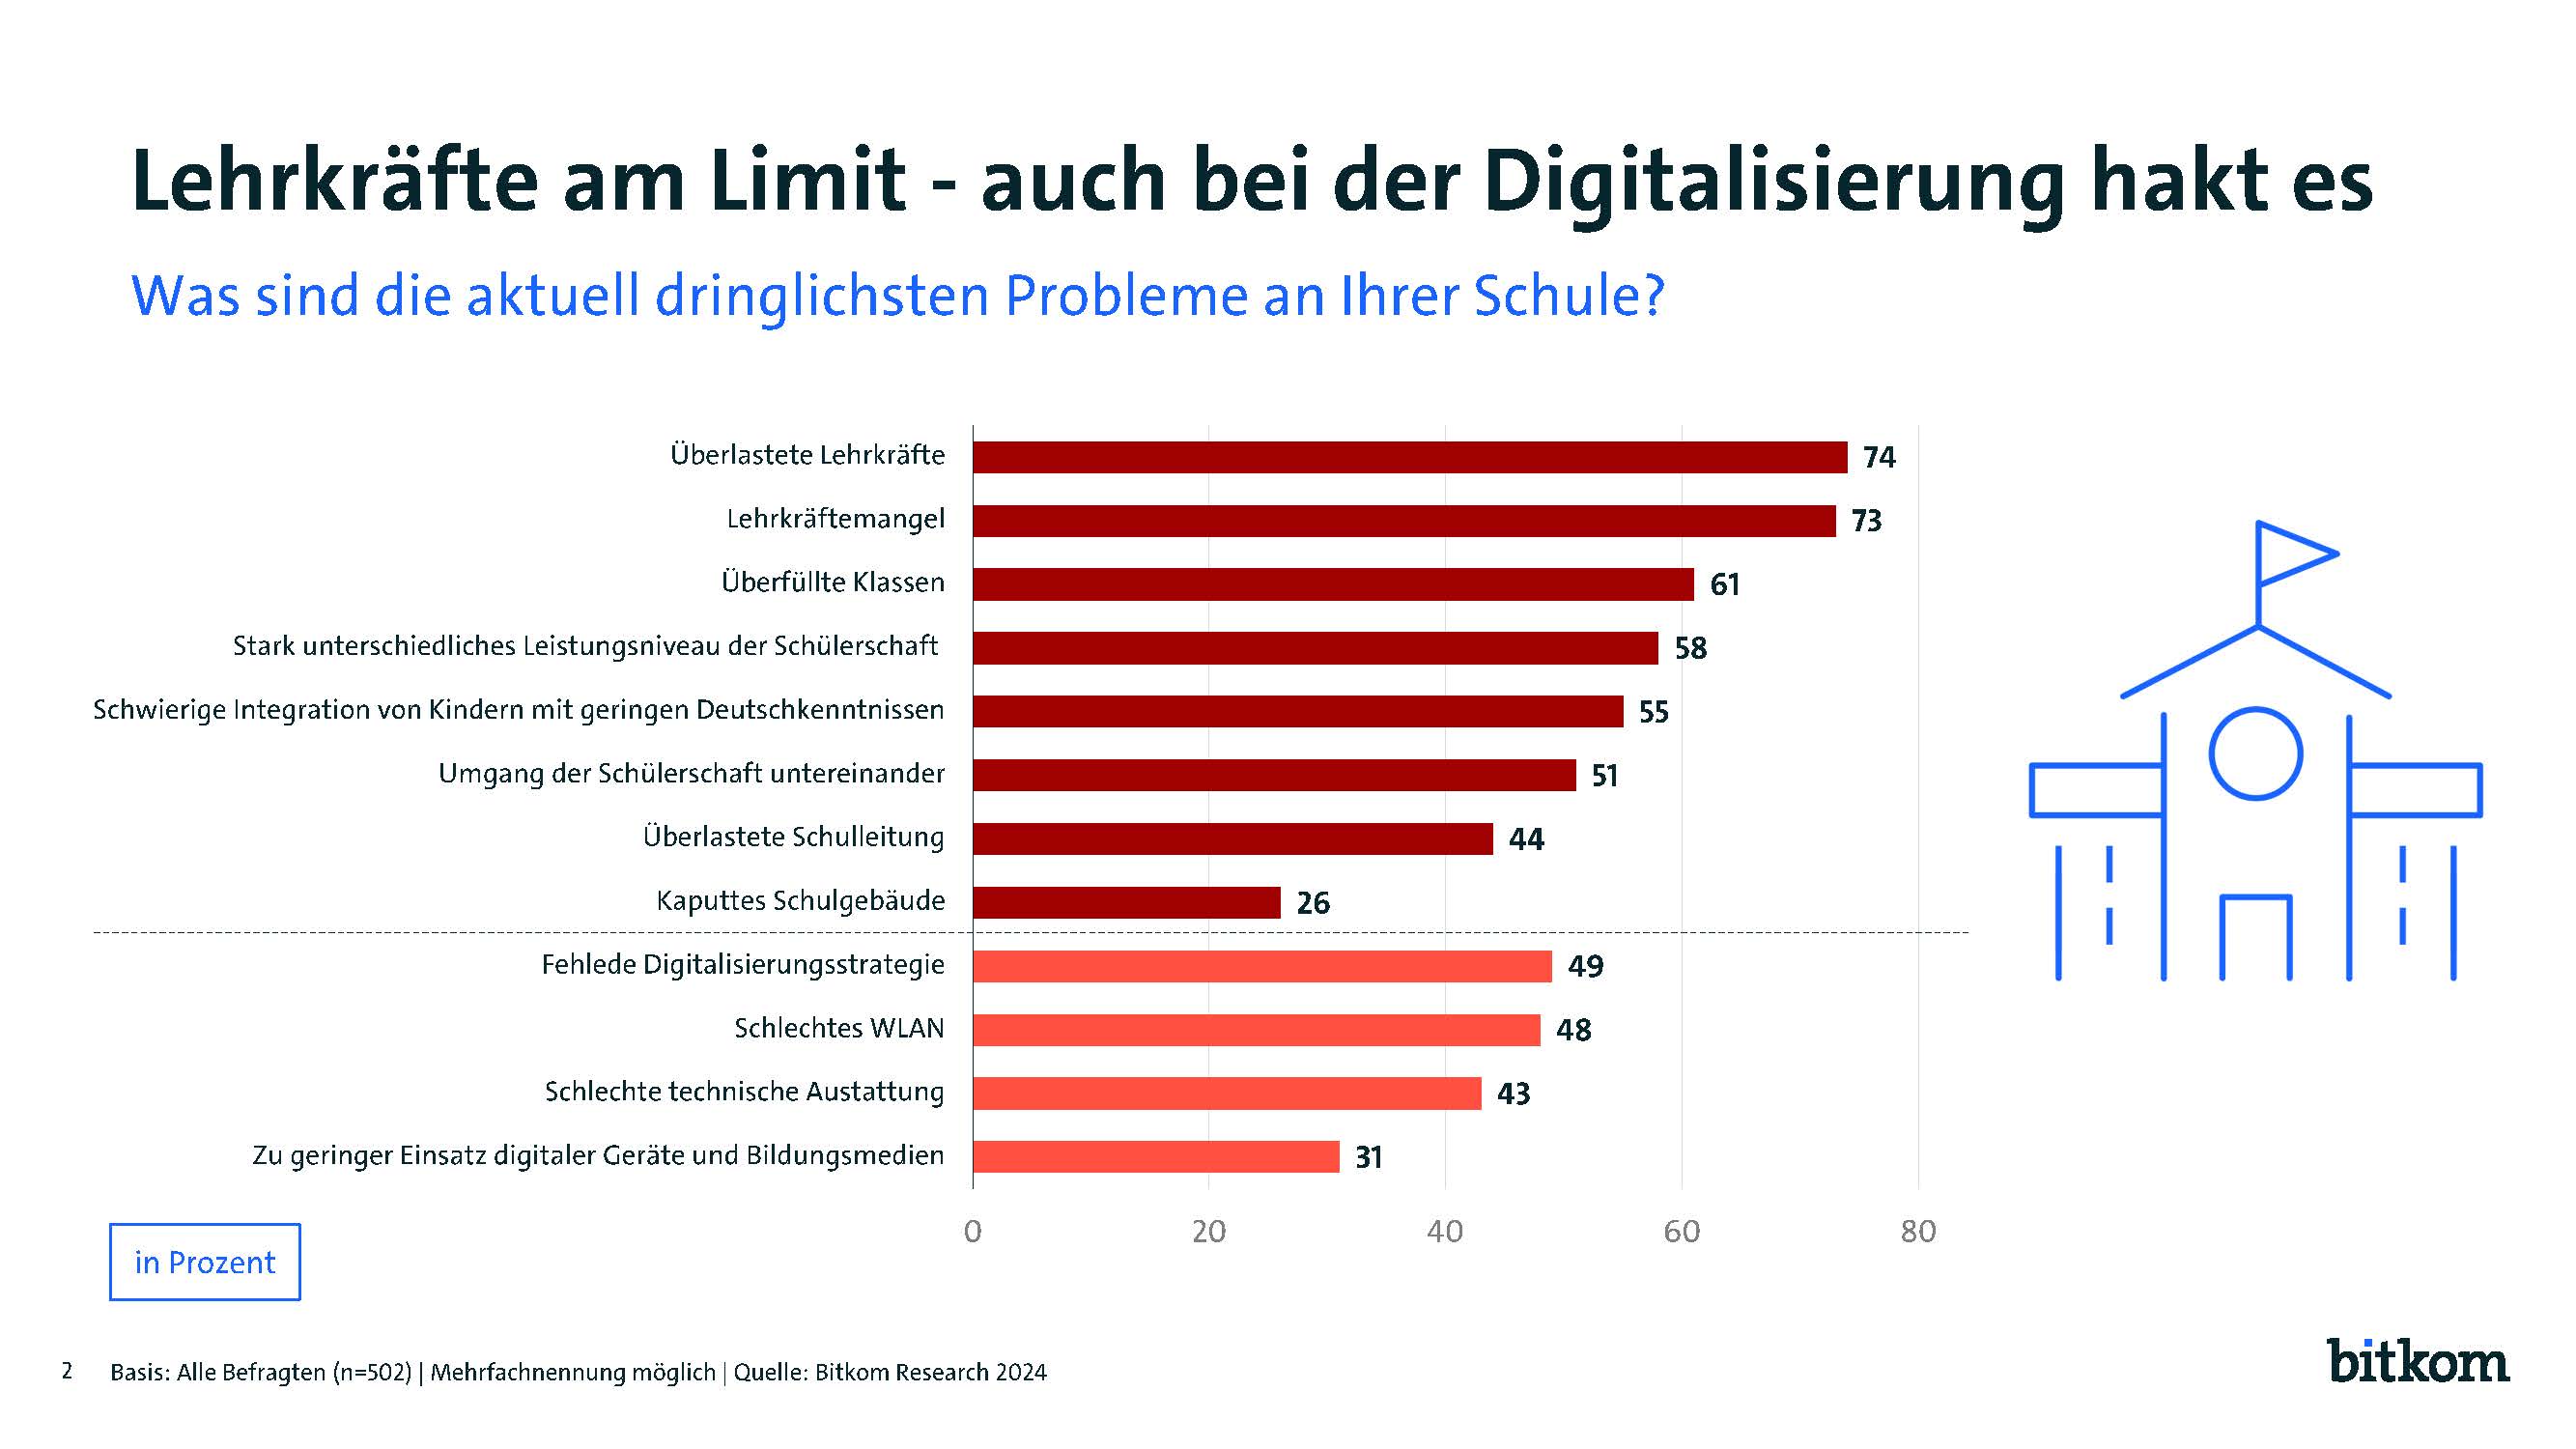 Lehrkräfte am Limit - auch bei der Digitalisierung hakt es
Was sind die aktuell dringlichsten Probleme an Ihrer Schule?
Überlastete Lehrkräfte 74
Lehrkräftemangel 73
Überfüllte Klassen 61
Stark unterschiedliches Leistungsniveau der Schülerschaft 58
Schwierige Integration von Kindern mit geringen Deutschkenntnissen 55
Umgang der Schülerschaft untereinander 51
Überlastete Schulleitung 44
Kaputtes Schulgebäude 26
Fehlede Digitalisierungsstrategie 49
Schlechtes WLAN 48
Schlechte technische Austattung 43
Zu geringer Einsatz digitaler Geräte und Bildungsmedien 31
0 20 40 60 80
in Prozent
2 Basis: Alle Befragten (n=502) | Mehrfachnennung möglich | Quelle: Bitkom Research 2024
bitkom